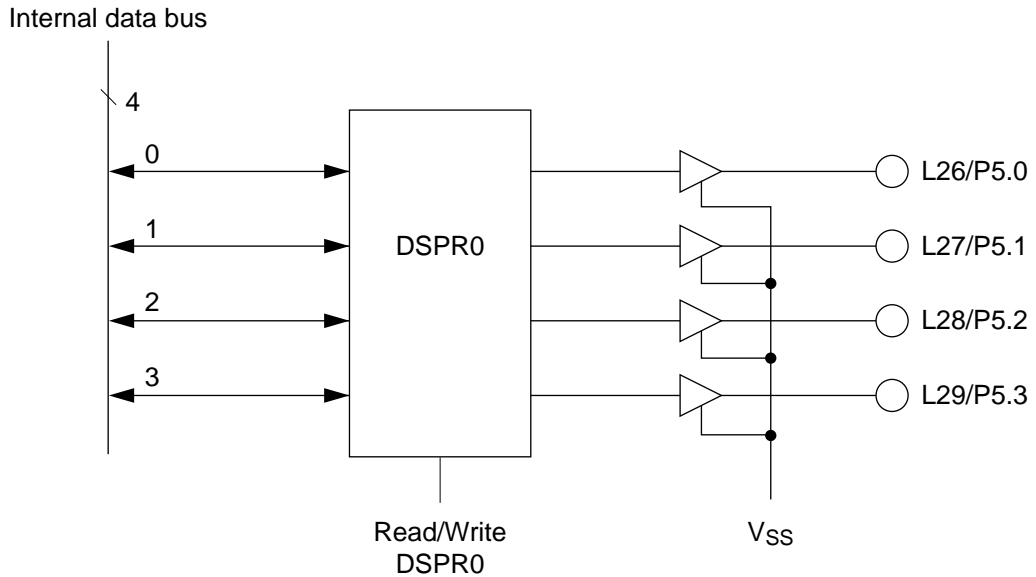 Internal data bus
4
0
L26/P5.0
1
DSPR0
L27/P5.1
2
L28/P5.2
3
L29/P5.3
Read/Write
DSPR0
VSS